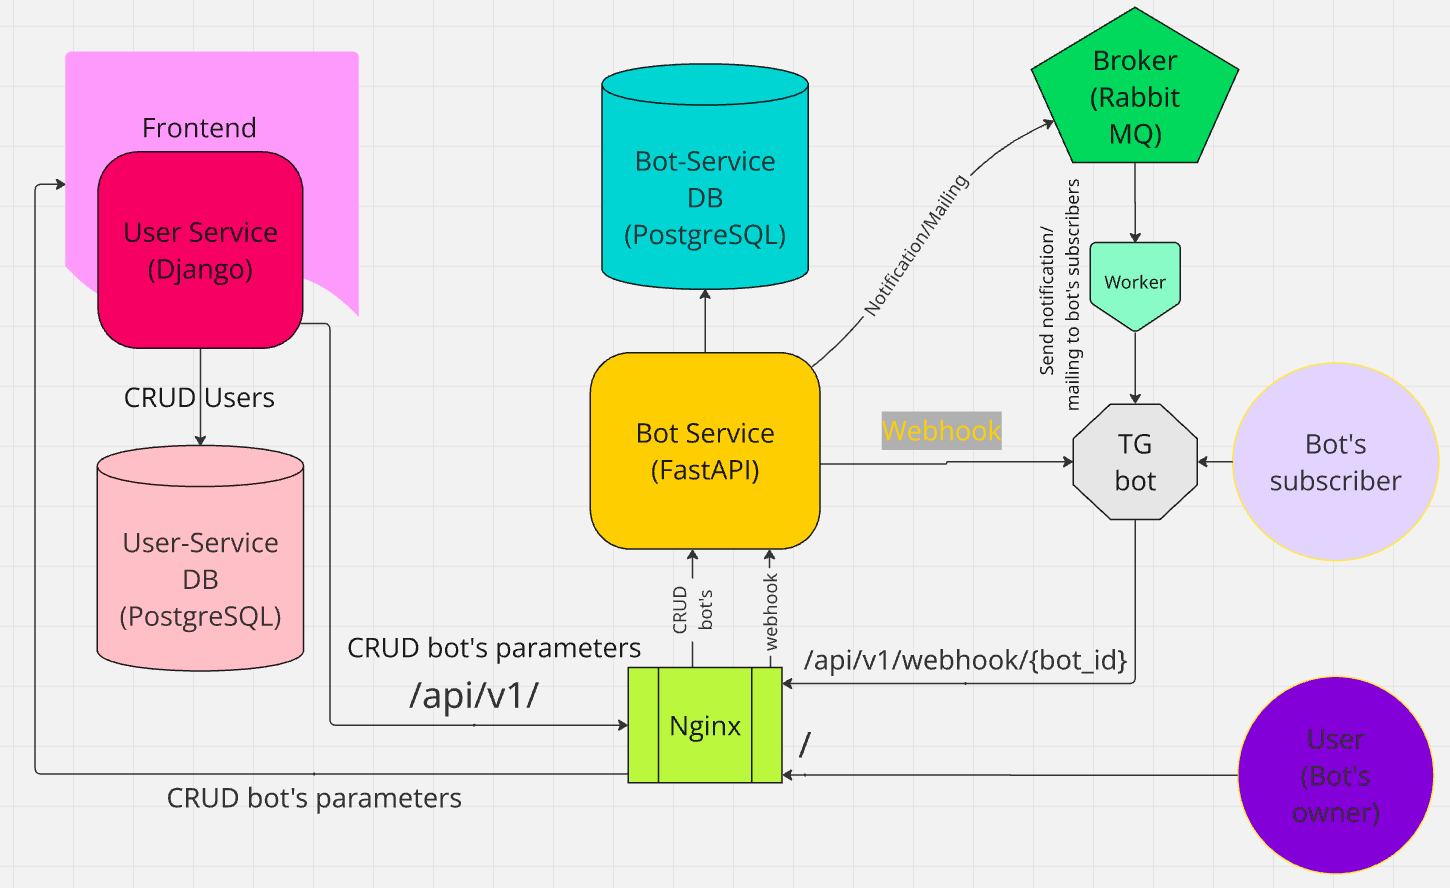 Frontend
User Service
(Django)
CRUD Users
User-Service
DB
(PostgreSQL)
Bot-Service
DB
(PostgreSQL)
Bot Service
(FastAPI)
Notification/Mailing
Broker
(Rabbit
MQ)
Send notification/
mailing to bot's subscribers
Worker
Webhook
TG
bot
Bot's
subscriber
CRUD
bot's
webhook
CRUD bot's parameters
/api/v1/
/api/v1/webhook/{bot_id}
Nginx
/
CRUD bot's parameters
User
(Bot's
owner)